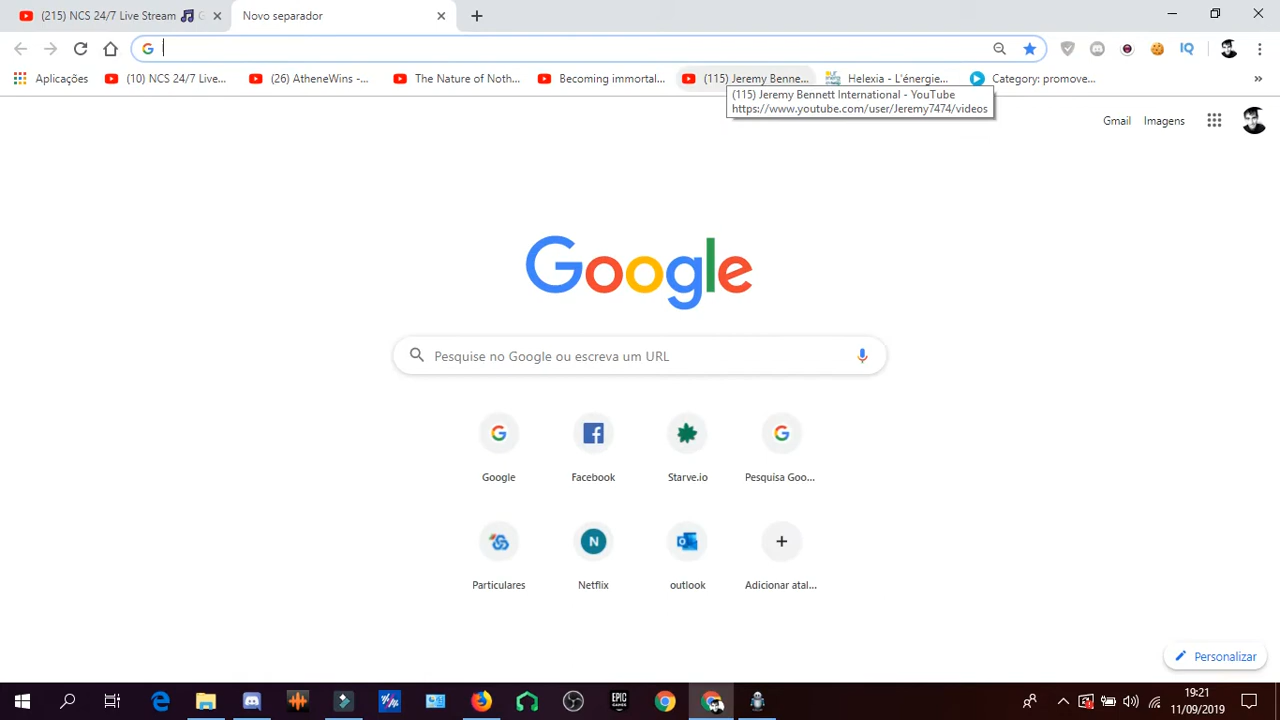 (215) NCS 24/7 Live Stream 🎵
Novo separador
Aplicações
(10) NCS 24/7 Live...
(26) AtheneWins -...
The Nature of Noth...
Becoming immortal...
(115) Jeremy Benne...
Helexia - L'énergie...
Category: promove...
»
IQ
(115) Jeremy Bennett International - YouTube
https://www.youtube.com/user/Jeremy7474/videos
Gmail
Imagens
Google
Pesquise no Google ou escreva um URL
Google
Facebook
Starve.io
Pesquisa Goo...
N
Particulares
Netflix
outlook
Adicionar atal...
Personalizar
EPIC GAMES
19:21
11/09/2019